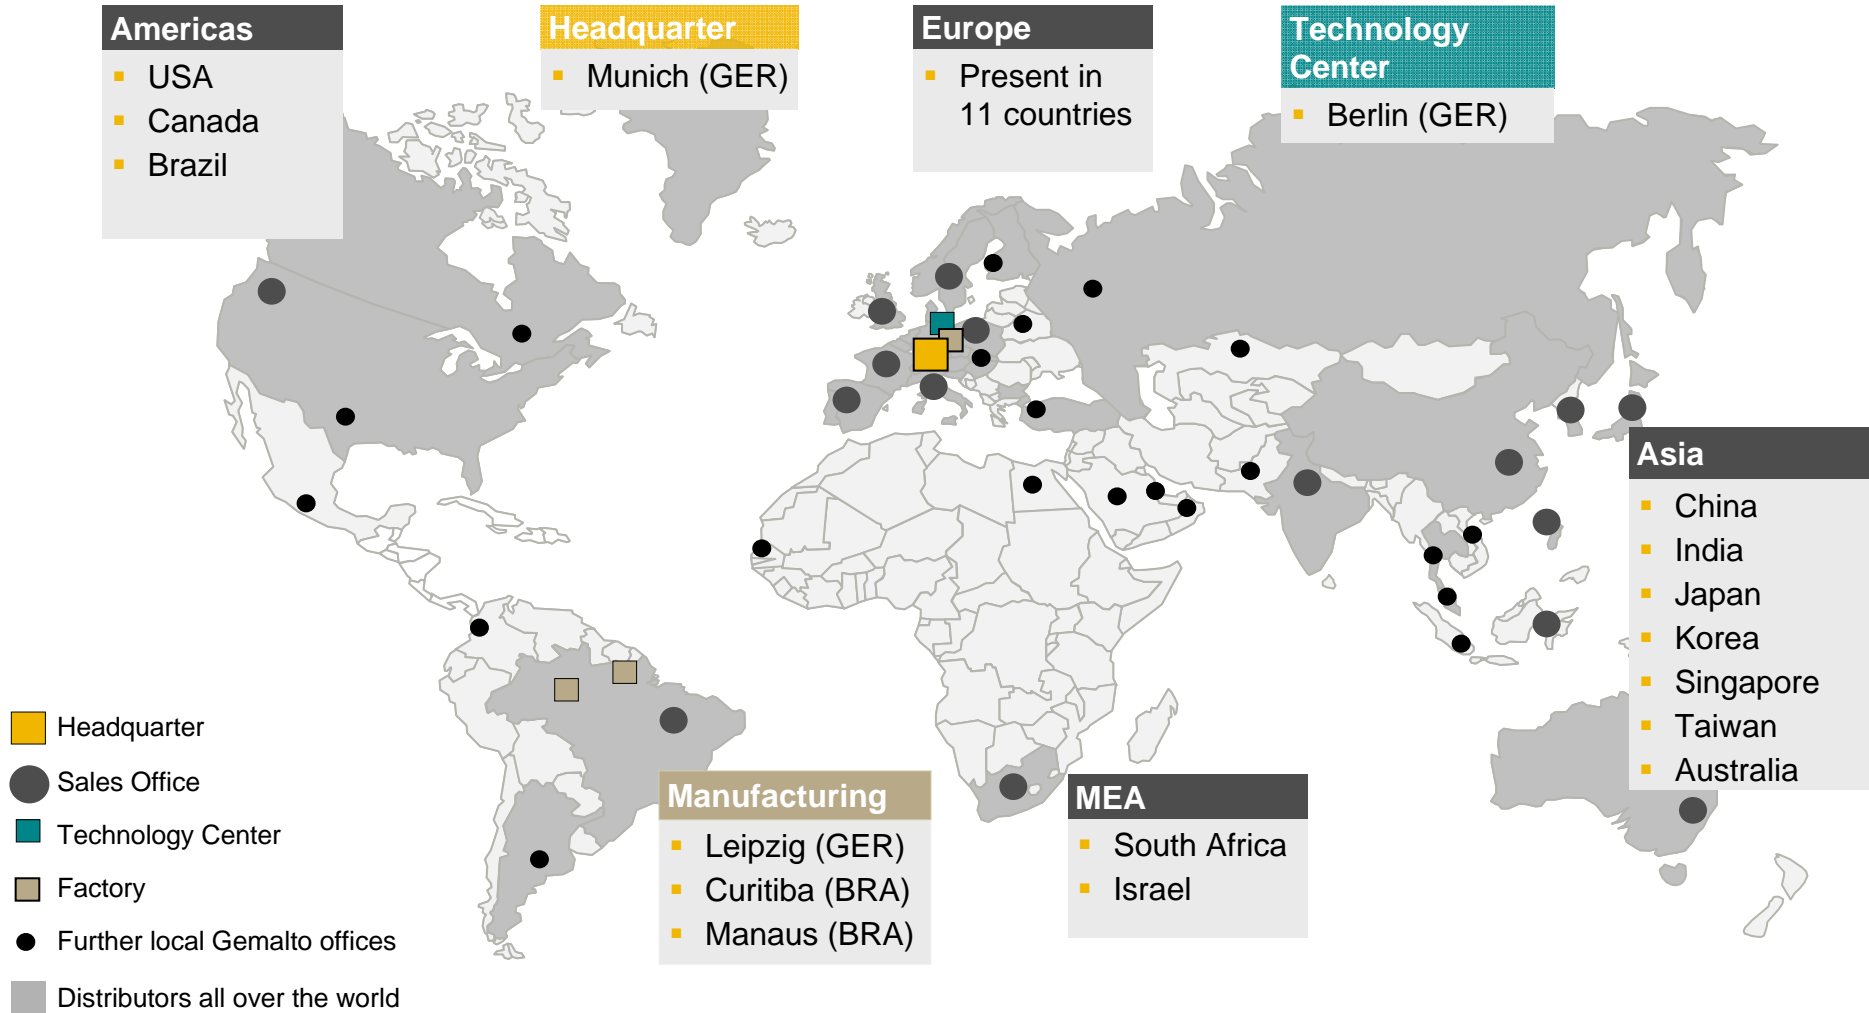 Americas
USA
Canada
Brazil
Headquarter
Munich (GER)
Europe
Present in
11 countries
Technology
Center
Berlin (GER)
Asia
China
India
Japan
Korea
Singapore
Taiwan
Australia
Headquarter
Sales Office
Technology Center
Factory
Further local Gemalto offices
Distributors all over the world
Manufacturing
Leipzig (GER)
Curitiba (BRA)
Manaus (BRA)
MEA
South Africa
Israel